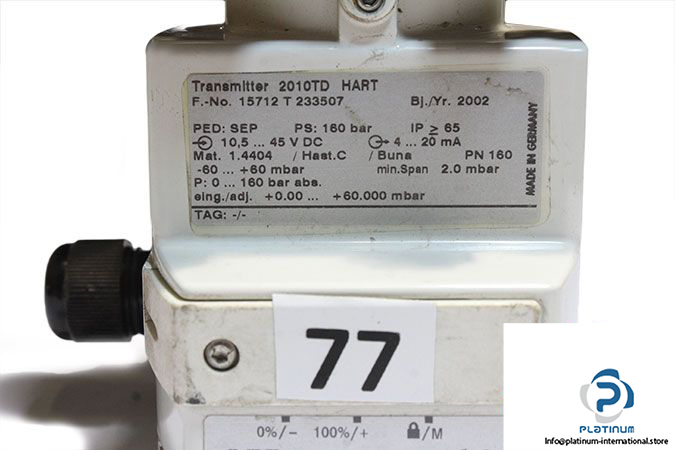 Transmitter 2010TD HART
F.-No. 15712 T 233507 Bj./Yr. 2002
PED: SEP PS: 160 bar IP ≥ 65
10,5 ... 45 V DC 4 ... 20 mA
Mat. 1.4404 / Hast.C / Buna PN 160
-60 ... +60 mbar min.Span 2.0 mbar
P: 0 ... 160 bar abs.
eing./adj. +0.00 ... +60.000 mbar
TAG: -/-
MADE IN GERMANY
77
0%/- 100%/+ /M
PLATINUM
info@platinum-international.store